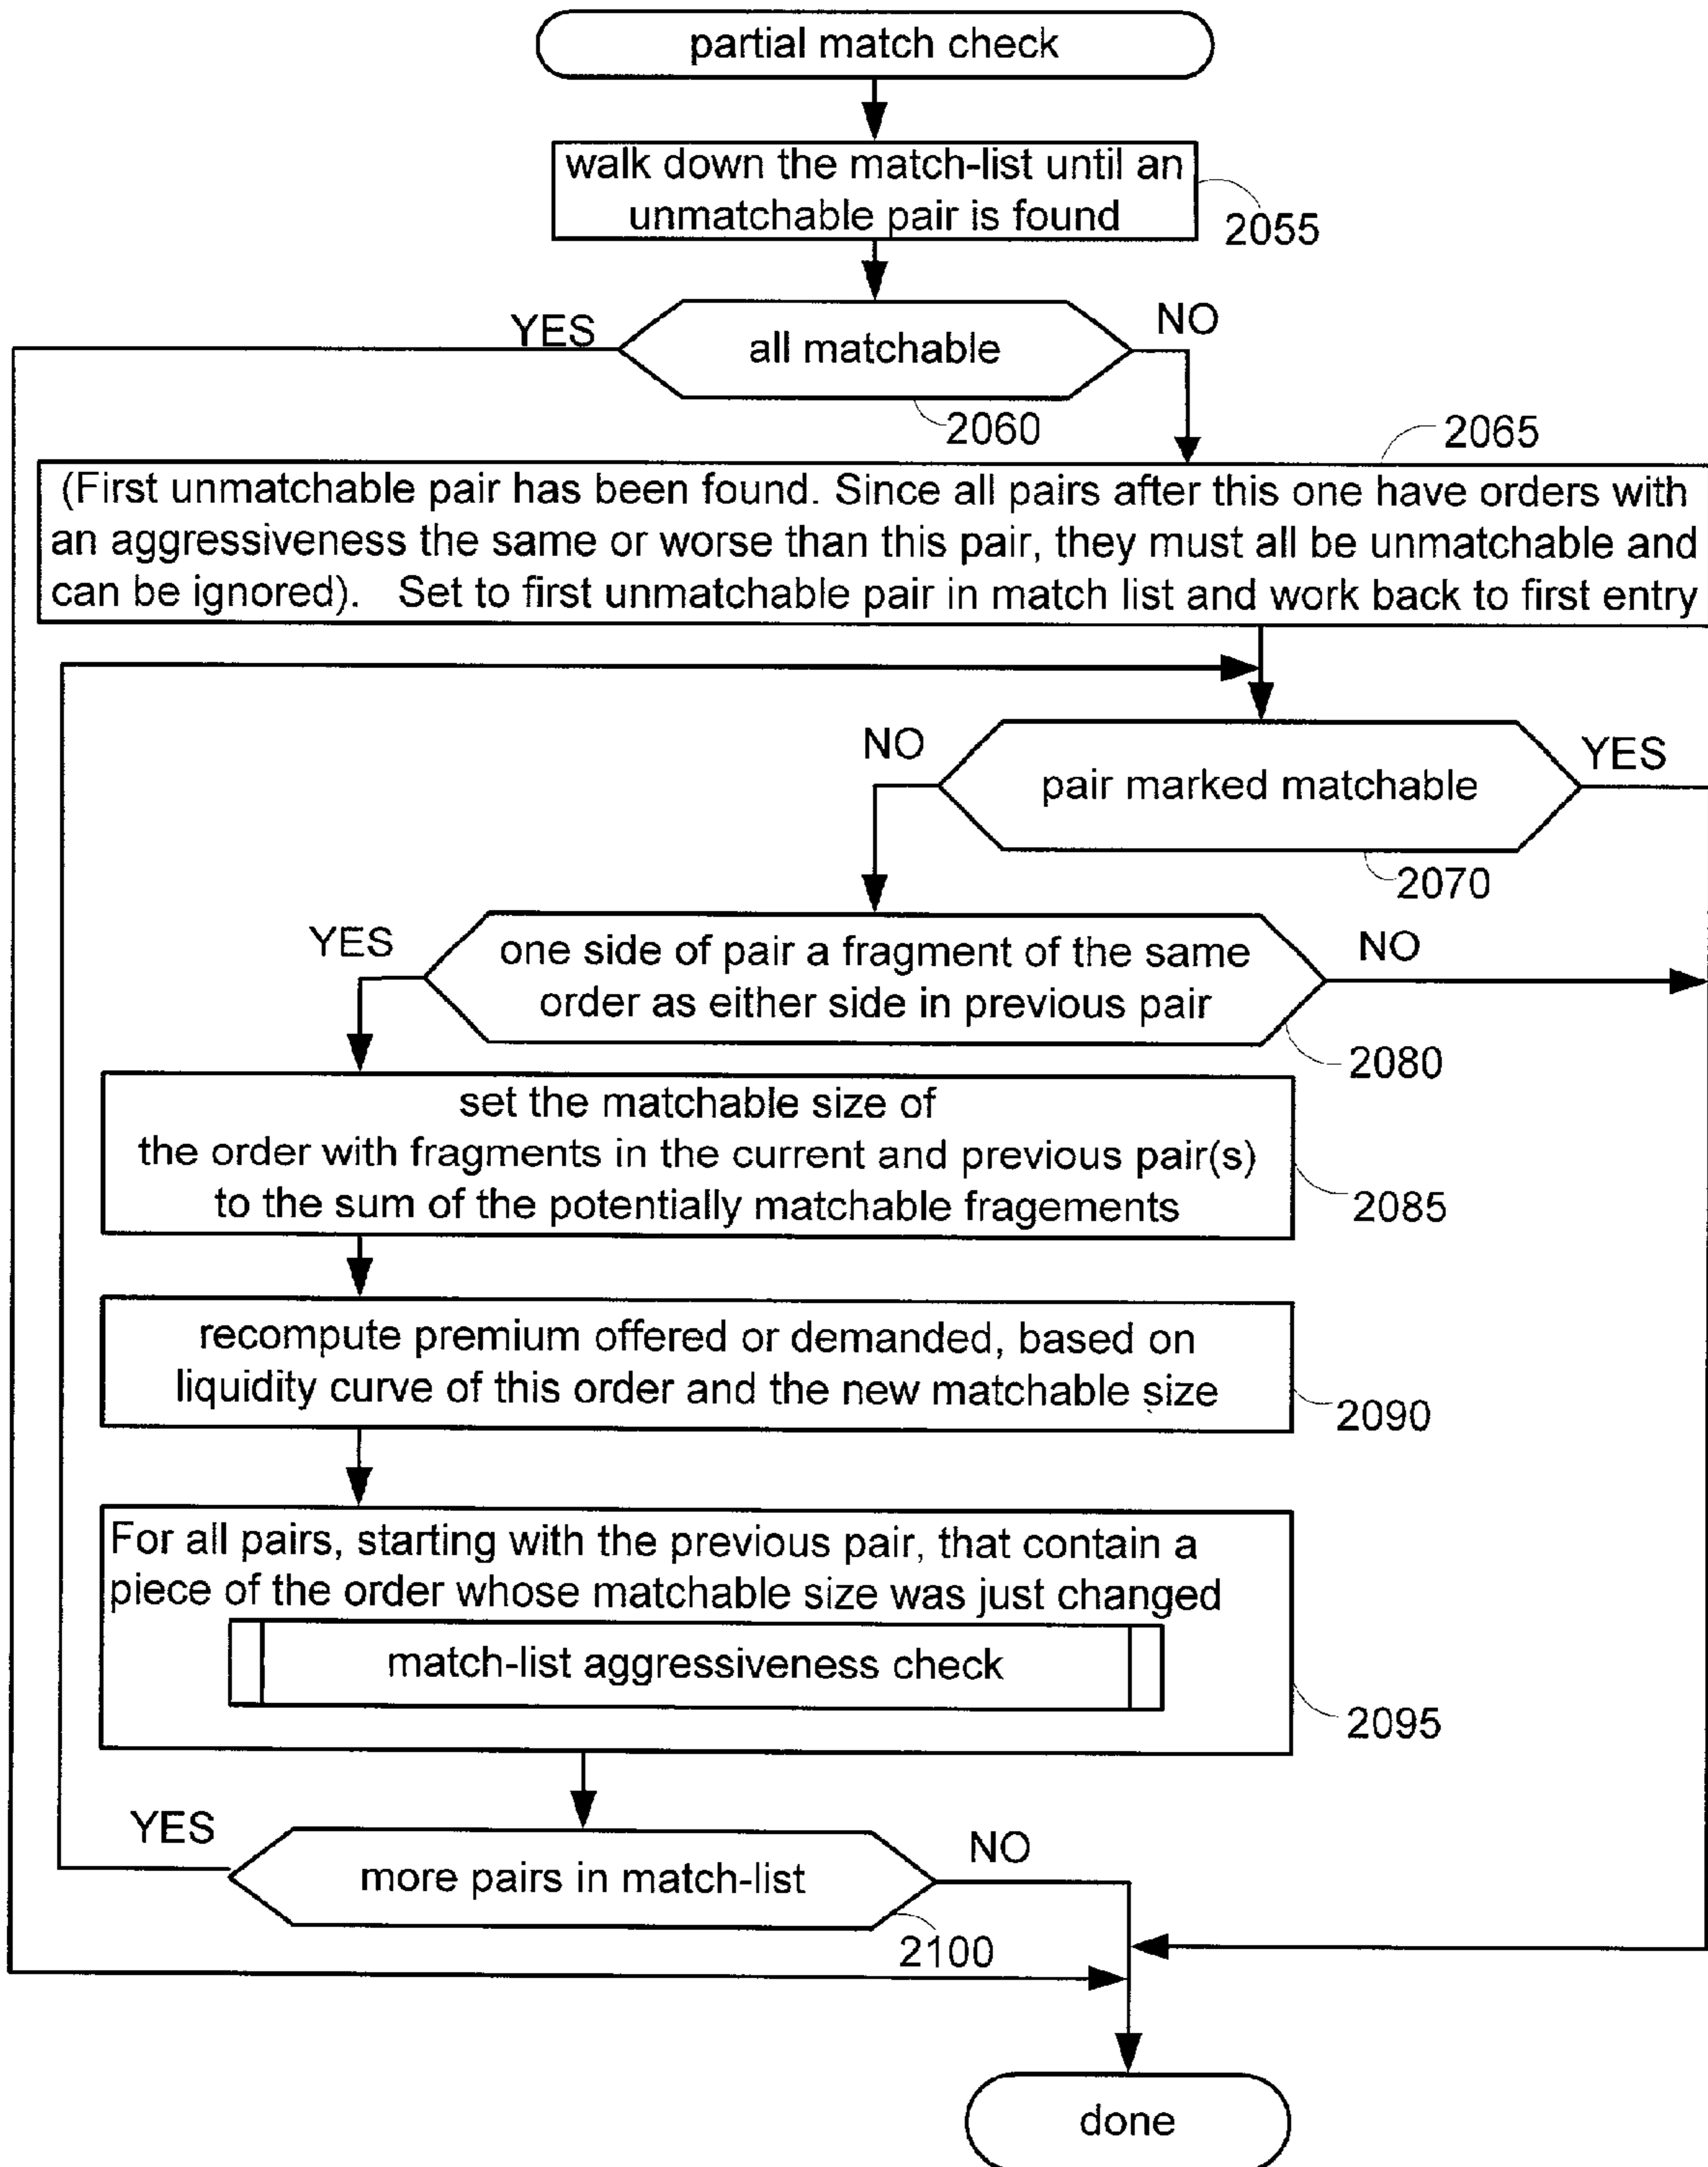 partial match check
walk down the match-list until an
unmatchable pair is found
2055
YES
NO
all matchable
2060
2065
(First unmatchable pair has been found. Since all pairs after this one have orders with
an aggressiveness the same or worse than this pair, they must all be unmatchable and
can be ignored). Set to first unmatchable pair in match list and work back to first entry
NO
YES
pair marked matchable
2070
YES
NO
one side of pair a fragment of the same
order as either side in previous pair
2080
set the matchable size of
the order with fragments in the current and previous pair(s)
to the sum of the potentially matchable fragements
2085
recompute premium offered or demanded, based on
liquidity curve of this order and the new matchable size
2090
For all pairs, starting with the previous pair, that contain a
piece of the order whose matchable size was just changed
match-list aggressiveness check
2095
YES
NO
more pairs in match-list
2100
done